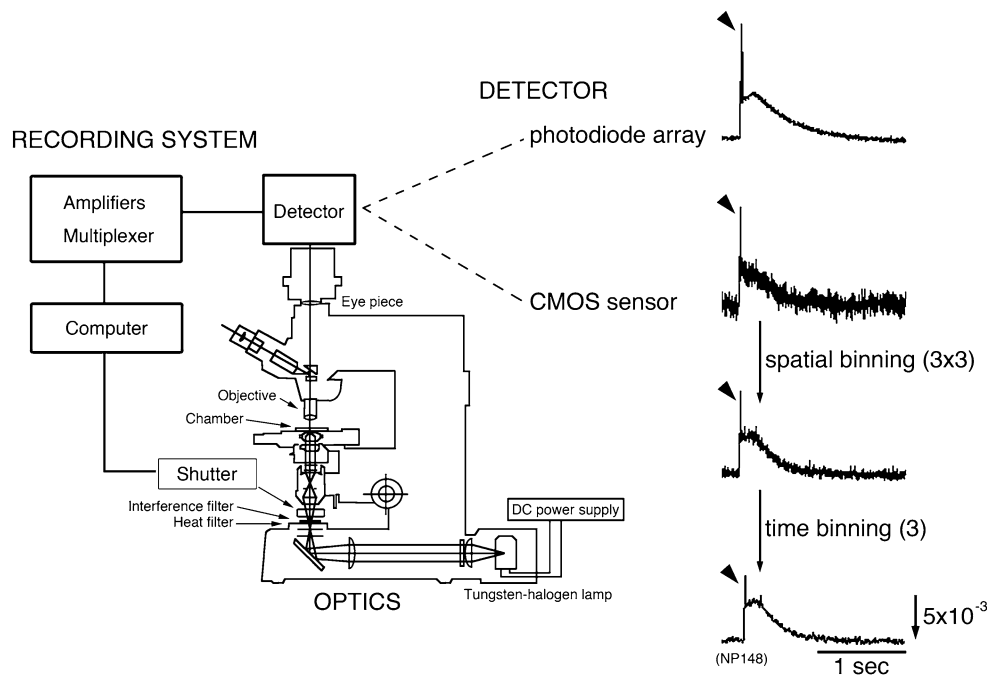 DETECTOR
photodiode array
RECORDING SYSTEM
Amplifiers
Multiplexer
Detector
Eye piece
CMOS sensor
Computer
spatial binning (3x3)
Objective
Chamber
Shutter
Interference filter
Heat filter
DC power supply
time binning (3)
Tungsten-halogen lamp
OPTICS
5x10-3
(NP148)
1 sec